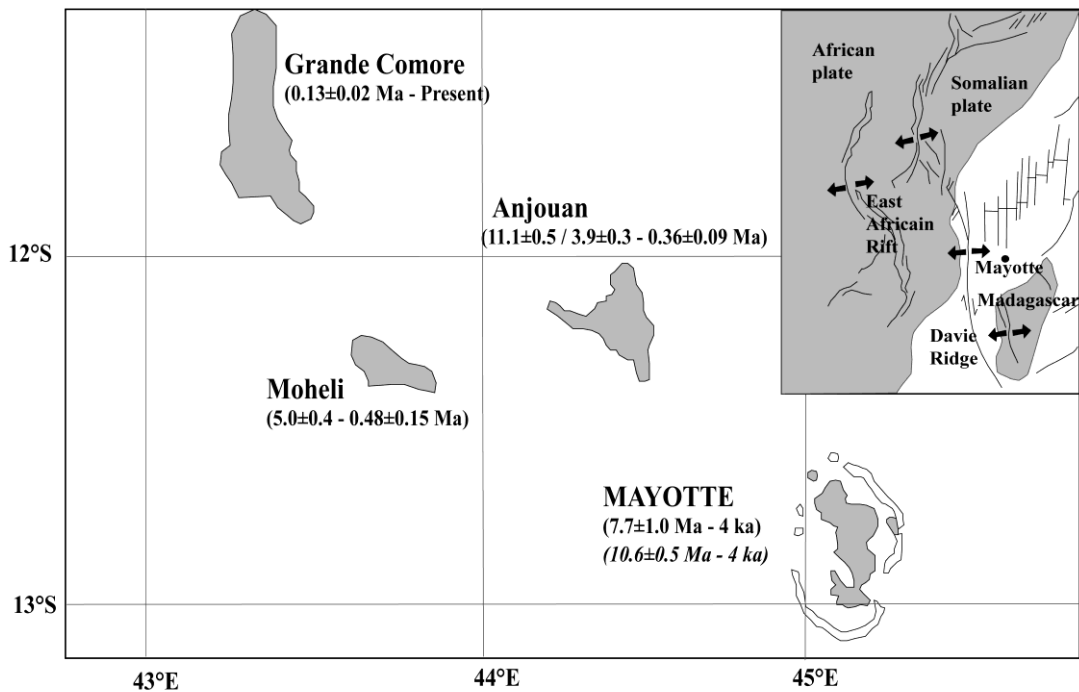 Grande Comore
(0.13±0.02 Ma - Present)
Anjouan
(11.1±0.5 / 3.9±0.3 - 0.36±0.09 Ma)
Moheli
(5.0±0.4 - 0.48±0.15 Ma)
MAYOTTE
(7.7±1.0 Ma - 4 ka)
(10.6±0.5 Ma - 4 ka)
African
plate
Somalian
plate
East
Africain
Rift
Mayotte
Madagascar
Davie
Ridge
12°S
13°S
43°E
44°E
45°E